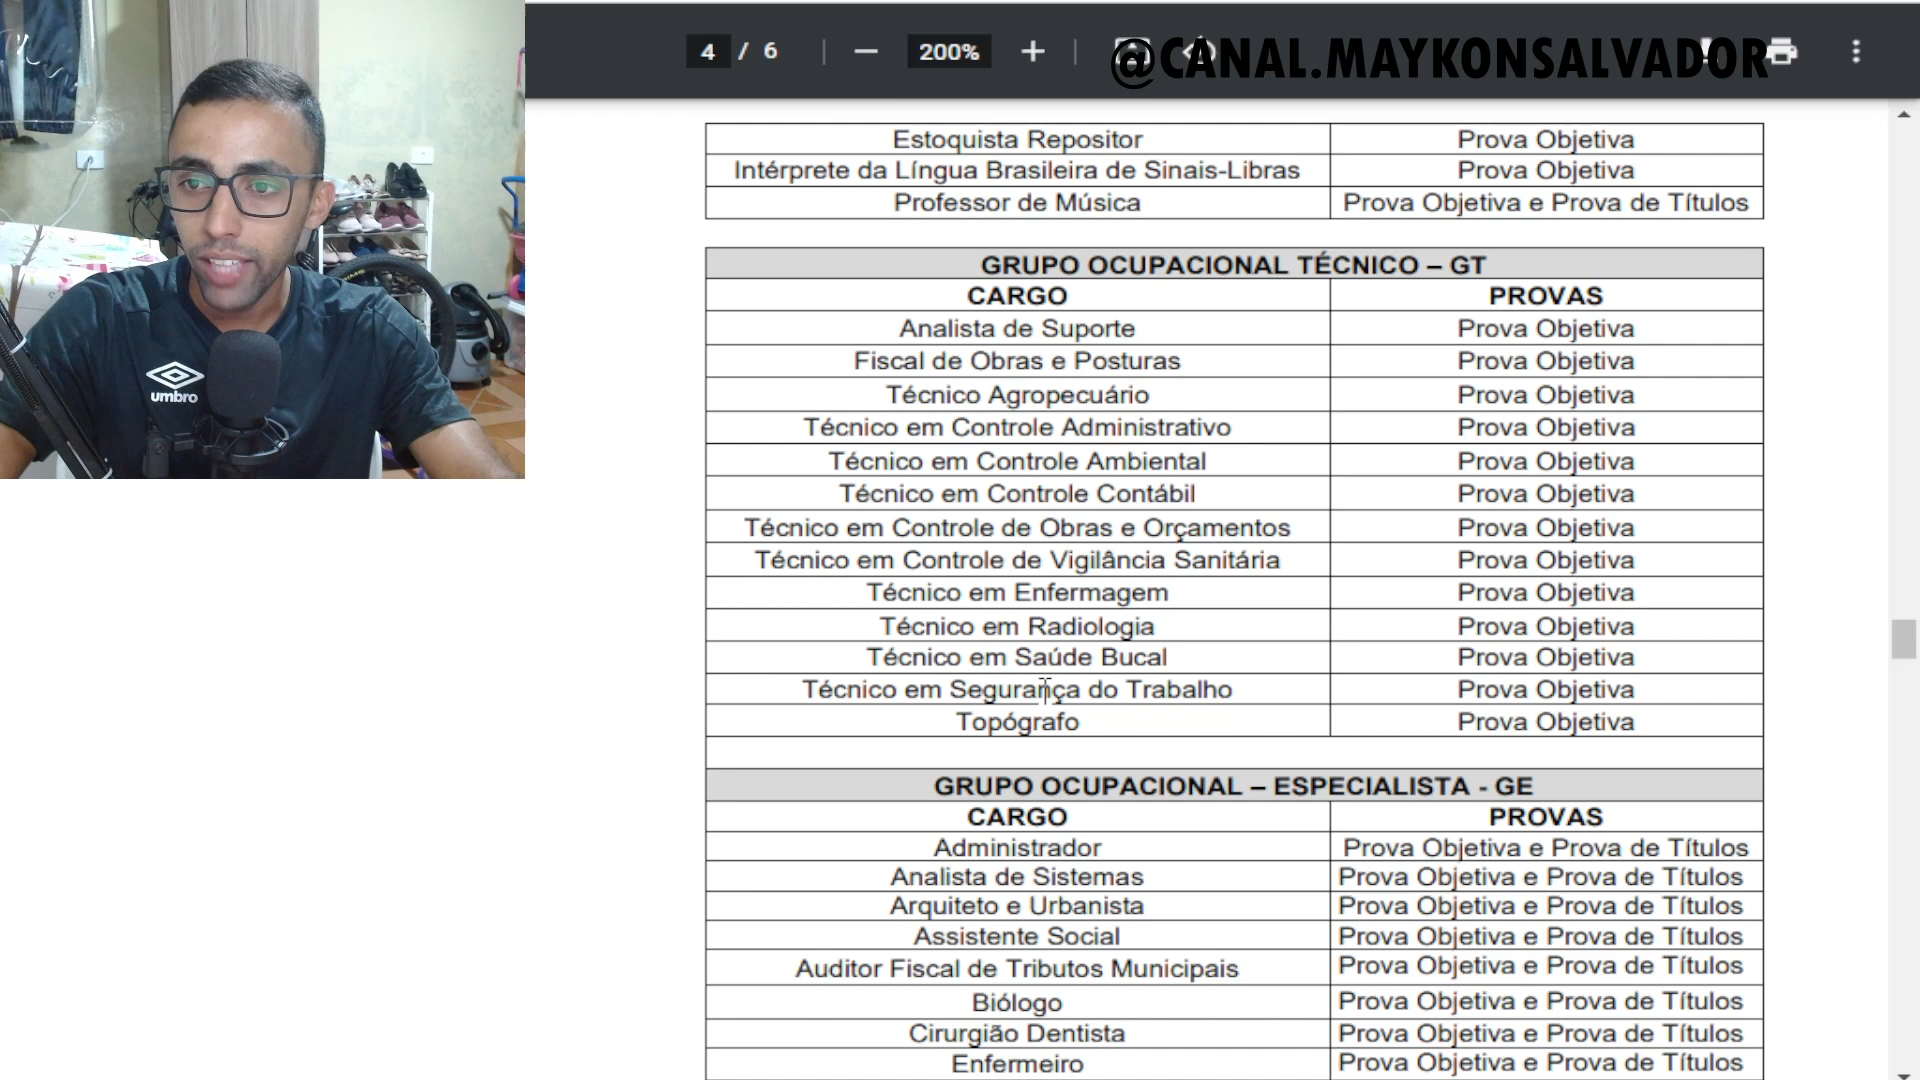 4 / 6
200%
@CANAL.MAYKONSALVADOR
umbro
Estoquista Repositor Prova Objetiva
Intérprete da Língua Brasileira de Sinais-Libras Prova Objetiva
Professor de Música Prova Objetiva e Prova de Títulos
GRUPO OCUPACIONAL TÉCNICO – GT
CARGO PROVAS
Analista de Suporte Prova Objetiva
Fiscal de Obras e Posturas Prova Objetiva
Técnico Agropecuário Prova Objetiva
Técnico em Controle Administrativo Prova Objetiva
Técnico em Controle Ambiental Prova Objetiva
Técnico em Controle Contábil Prova Objetiva
Técnico em Controle de Obras e Orçamentos Prova Objetiva
Técnico em Controle de Vigilância Sanitária Prova Objetiva
Técnico em Enfermagem Prova Objetiva
Técnico em Radiologia Prova Objetiva
Técnico em Saúde Bucal Prova Objetiva
Técnico em Segurança do Trabalho Prova Objetiva
Topógrafo Prova Objetiva
GRUPO OCUPACIONAL – ESPECIALISTA - GE
CARGO PROVAS
Administrador Prova Objetiva e Prova de Títulos
Analista de Sistemas Prova Objetiva e Prova de Títulos
Arquiteto e Urbanista Prova Objetiva e Prova de Títulos
Assistente Social Prova Objetiva e Prova de Títulos
Auditor Fiscal de Tributos Municipais Prova Objetiva e Prova de Títulos
Biólogo Prova Objetiva e Prova de Títulos
Cirurgião Dentista Prova Objetiva e Prova de Títulos
Enfermeiro Prova Objetiva e Prova de Títulos